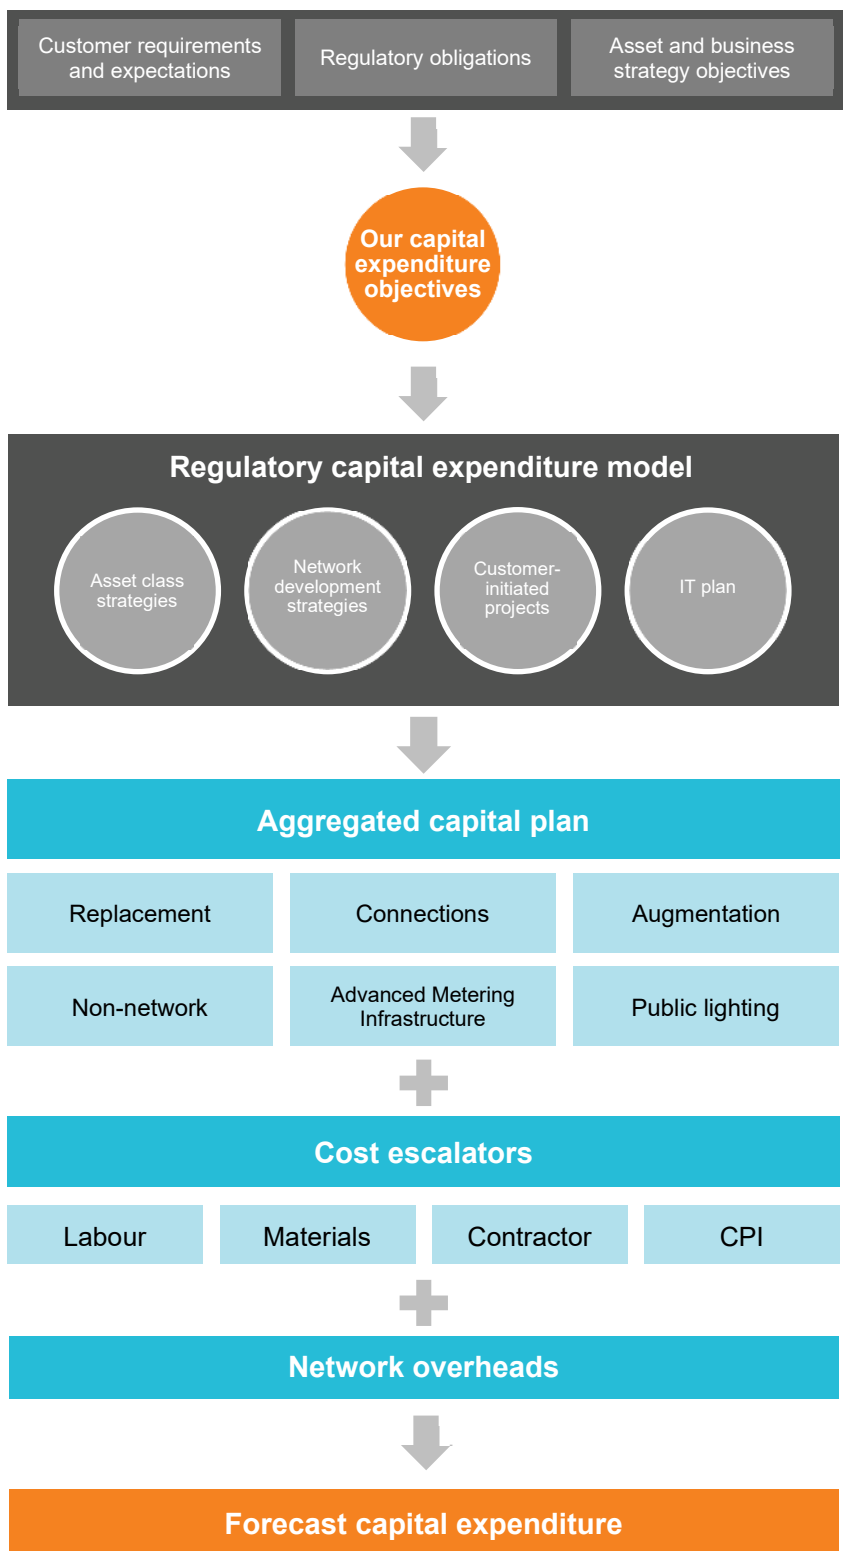 Customer requirements
and expectations
Regulatory obligations
Asset and business
strategy objectives
Our capital
expenditure
objectives
Regulatory capital expenditure model
Asset class
strategies
Network
development
strategies
Customer-
initiated
projects
IT plan
Aggregated capital plan
Replacement
Connections
Augmentation
Non-network
Advanced Metering
Infrastructure
Public lighting
Cost escalators
Labour
Materials
Contractor
CPI
Network overheads
Forecast capital expenditure